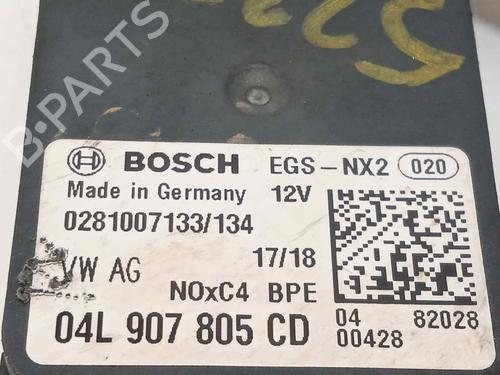 B-PARTS
522
BOSCH EGS-NX2 020
Made in Germany 12V
0281007133/134
VW AG 17/18
NOxC4 BPE
04L 907 805 CD
04 82028
00428